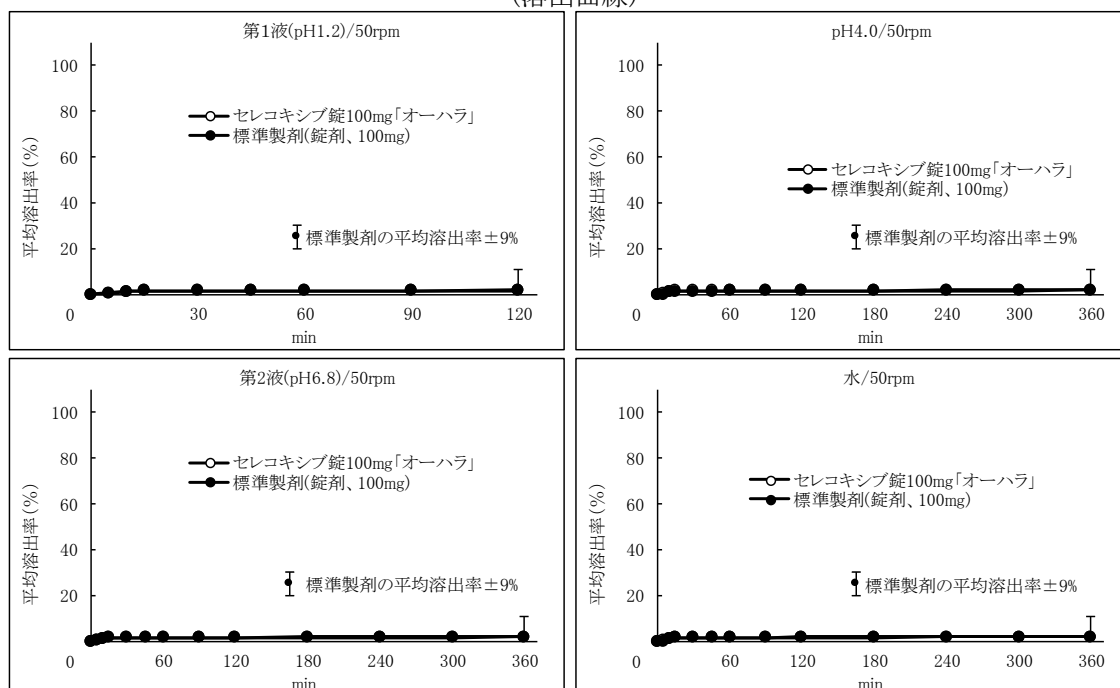 (溶出曲線)
第1液(pH1.2)/50rpm
平均溶出率(%)
100
80
60
40
20
0
セレコキシブ錠100mg「オーハラ」
標準製剤(錠剤、100mg)
標準製剤の平均溶出率±9%
30
60
90
120
min
pH4.0/50rpm
平均溶出率(%)
100
80
60
40
20
0
セレコキシブ錠100mg「オーハラ」
標準製剤(錠剤、100mg)
標準製剤の平均溶出率±9%
60
120
180
240
300
360
min
第2液(pH6.8)/50rpm
平均溶出率(%)
100
80
60
40
20
0
セレコキシブ錠100mg「オーハラ」
標準製剤(錠剤、100mg)
標準製剤の平均溶出率±9%
60
120
180
240
300
360
min
水/50rpm
平均溶出率(%)
100
80
60
40
20
0
セレコキシブ錠100mg「オーハラ」
標準製剤(錠剤、100mg)
標準製剤の平均溶出率±9%
60
120
180
240
300
360
min